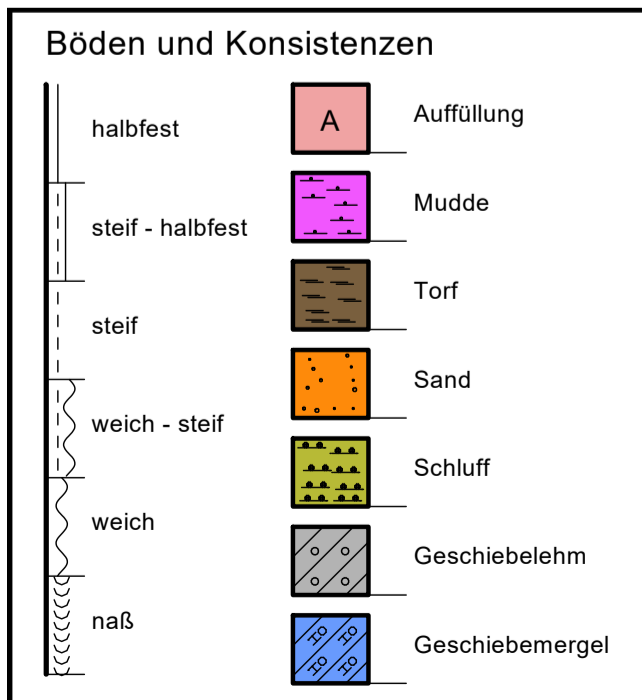 Böden und Konsistenzen
halbfest
steif - halbfest
steif
weich - steif
weich
naß
A
Auffüllung
Mudde
Torf
Sand
Schluff
Geschiebelehm
Geschiebemergel